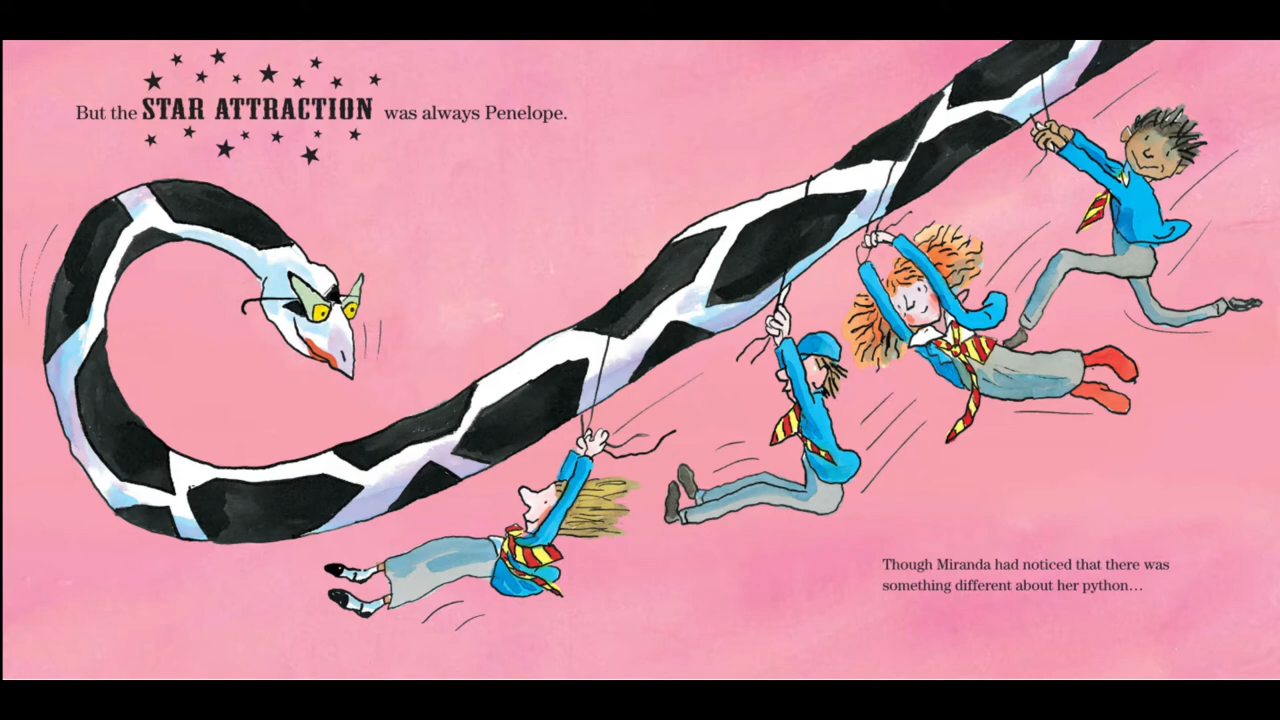 But the STAR ATTRACTION was always Penelope.
Though Miranda had noticed that there was
something different about her python…